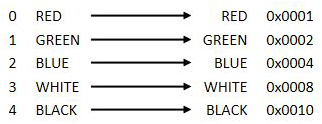 0 RED RED 0x0001
1 GREEN GREEN 0x0002
2 BLUE BLUE 0x0004
3 WHITE WHITE 0x0008
4 BLACK BLACK 0x0010